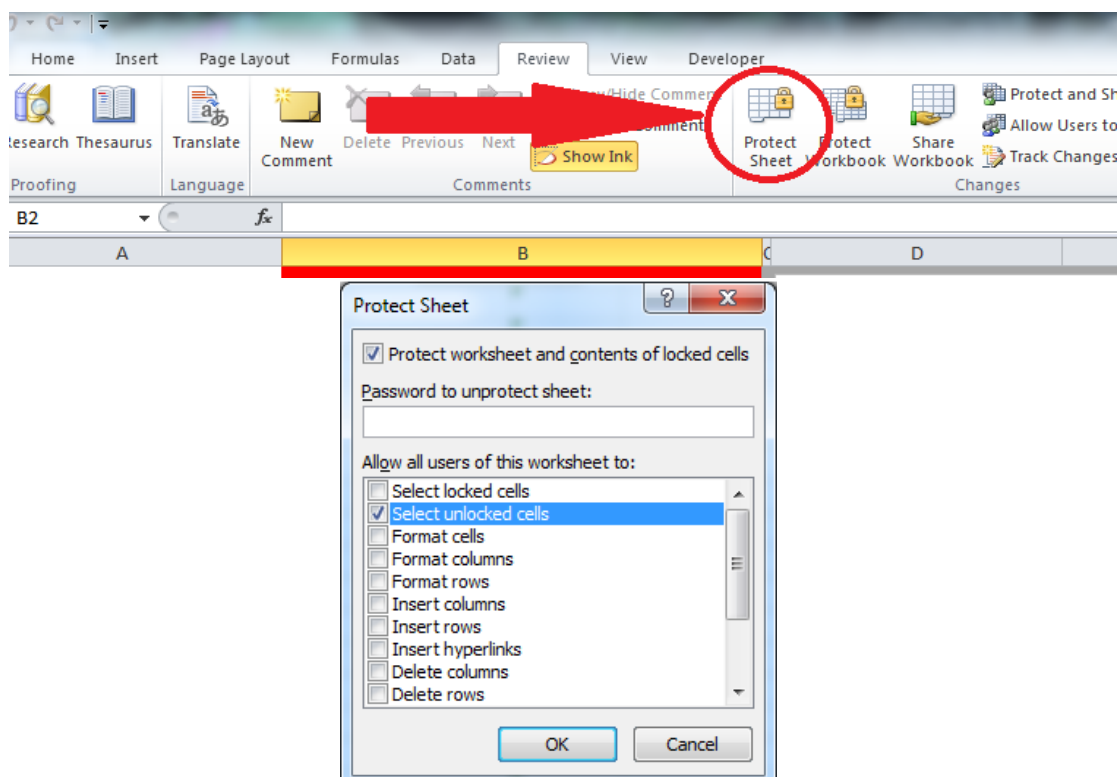 Home Insert Page Layout Formulas Data Review View Developer
Protect and Sh
Allow Users to
Research Thesaurus Translate New Comment Delete Previous Next Show Ink Protect Sheet Protect Workbook Share Workbook Track Changes
Proofing Language Comments Changes
B2 fx
A B C D
Protect Sheet
Protect worksheet and contents of locked cells
Password to unprotect sheet:
Allow all users of this worksheet to:
Select locked cells
Select unlocked cells
Format cells
Format columns
Format rows
Insert columns
Insert rows
Insert hyperlinks
Delete columns
Delete rows
OK Cancel